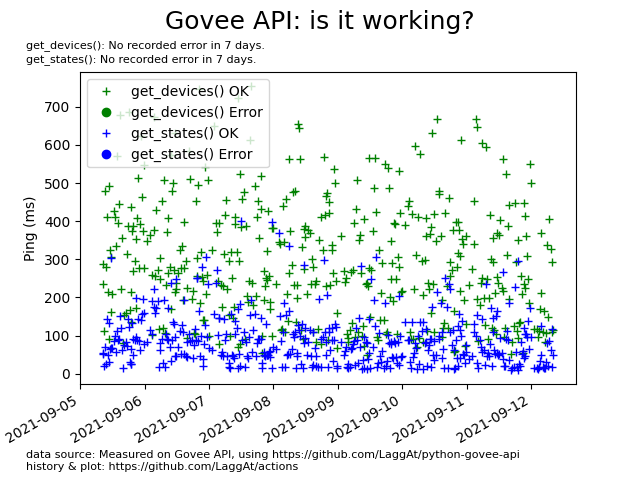 Govee API: is it working?
get_devices(): No recorded error in 7 days.
get_states(): No recorded error in 7 days.
get_devices() OK
get_devices() Error
get_states() OK
get_states() Error
Ping (ms)
700
600
500
400
300
200
100
0
2021-09-05
2021-09-06
2021-09-07
2021-09-08
2021-09-09
2021-09-10
2021-09-11
2021-09-12
data source: Measured on Govee API, using https://github.com/LaggAt/python-govee-api
history & plot: https://github.com/LaggAt/actions